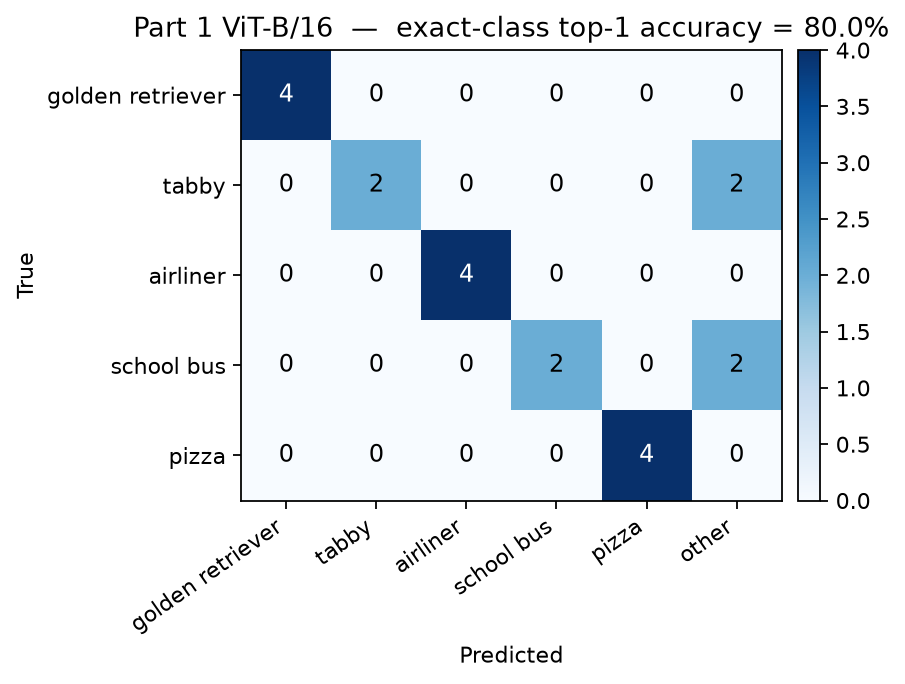 Part 1 ViT-B/16 — exact-class top-1 accuracy = 80.0%
True
golden retriever 4 0 0 0 0 0
tabby 0 2 0 0 0 2
airliner 0 0 4 0 0 0
school bus 0 0 0 2 0 2
pizza 0 0 0 0 4 0
golden retriever tabby airliner school bus pizza other
Predicted
4.0
3.5
3.0
2.5
2.0
1.5
1.0
0.5
0.0